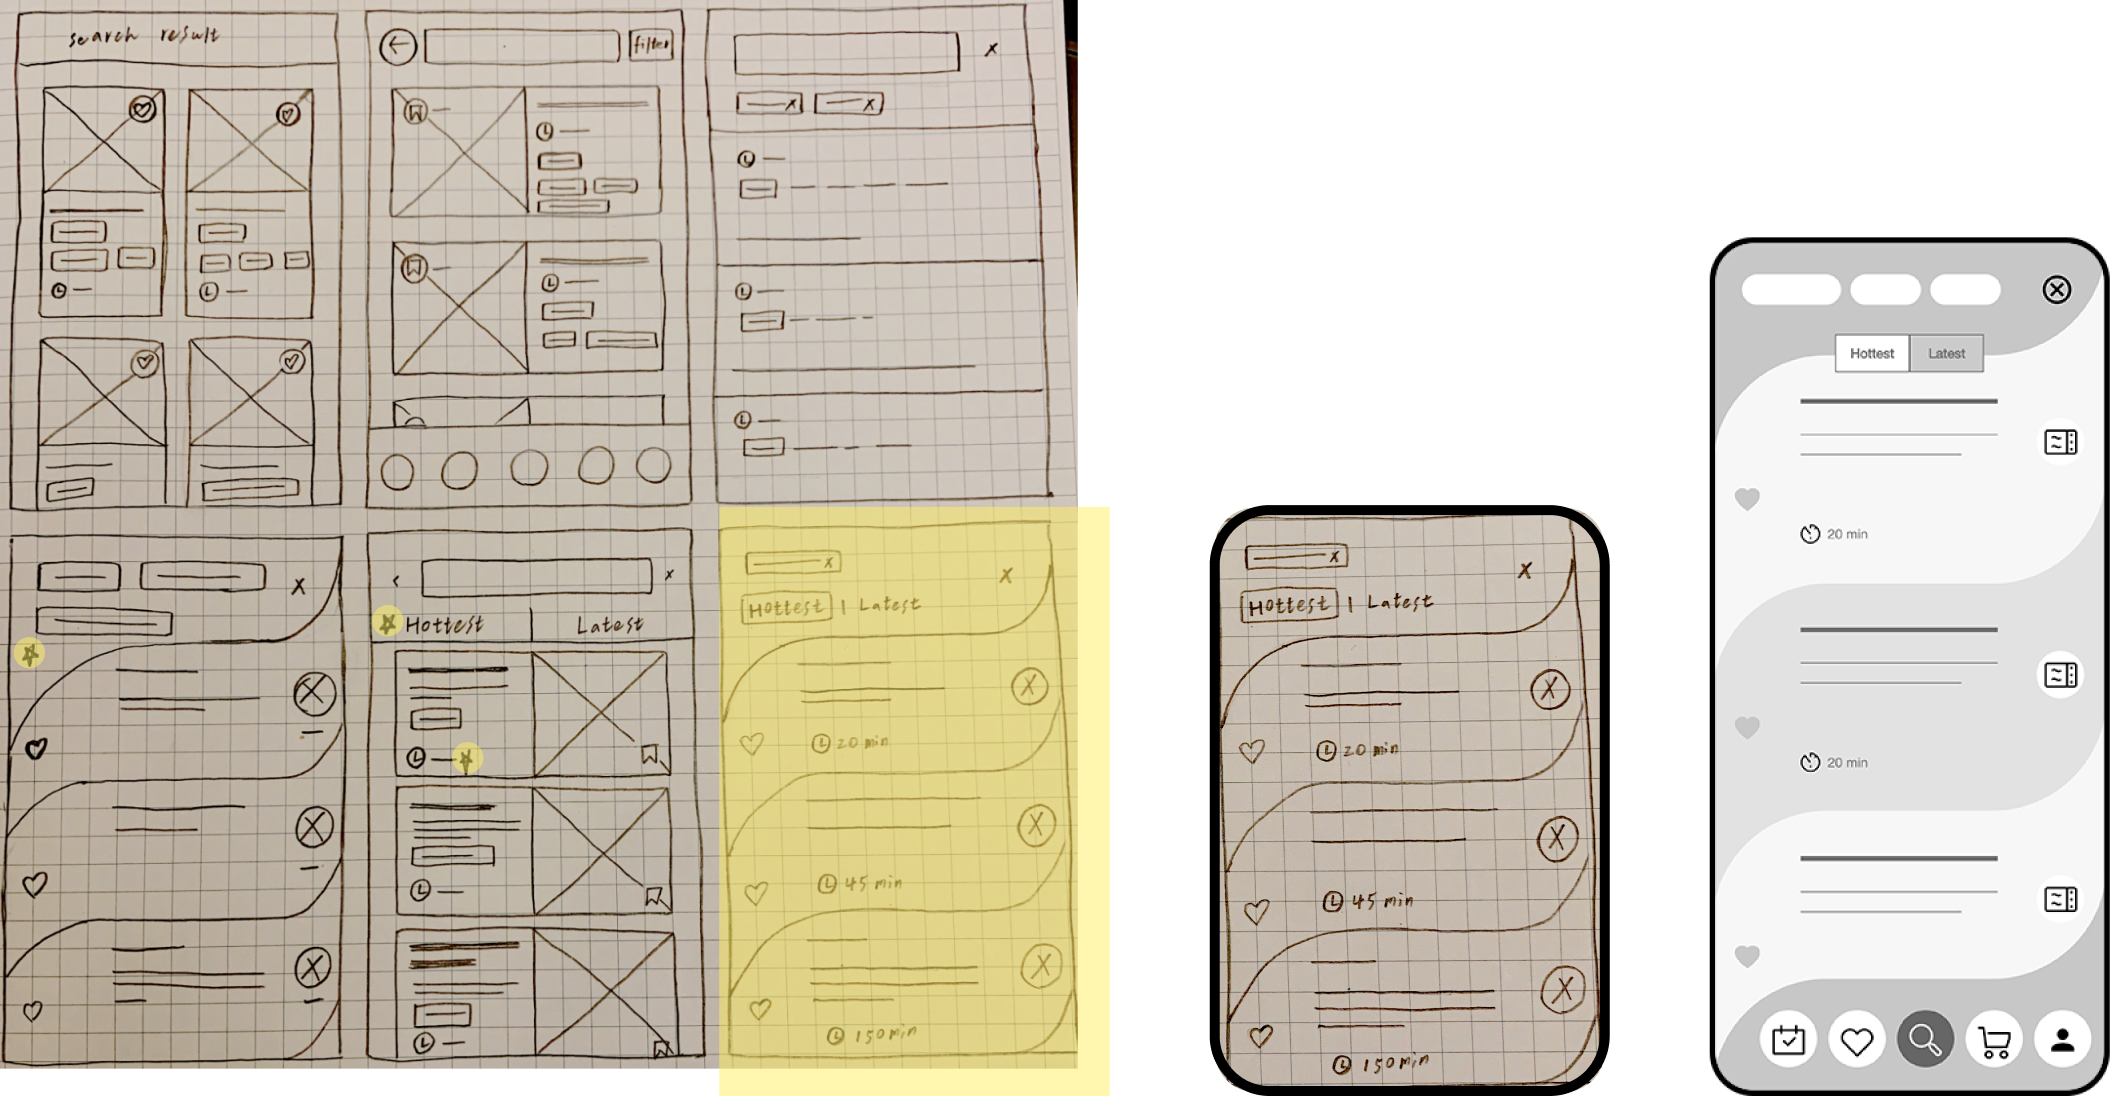 search result
filter
x
x
x
x
Hottest
Latest
x
x
x
Hottest | Latest
20 min
45 min
150 min
x
x
Hottest | Latest
20 min
45 min
150 min
Hottest
Latest
20 min
20 min